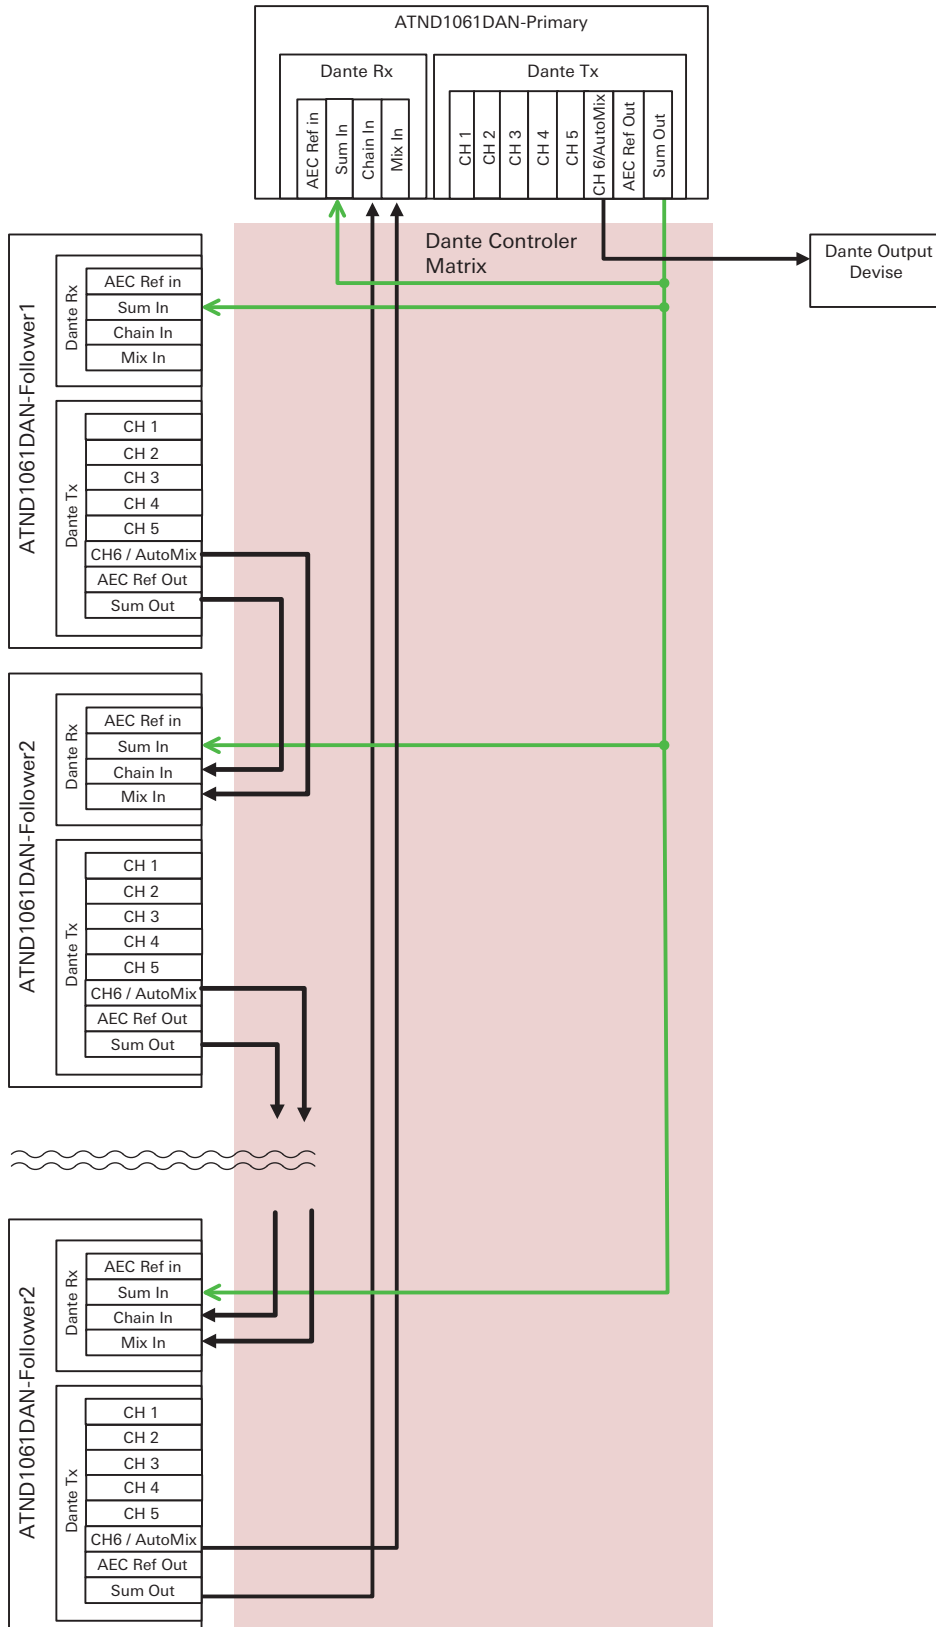 ATND1061DAN-Primary
Dante Rx
AEC Ref in
Sum In
Chain In
Mix In
Dante Tx
CH 1
CH 2
CH 3
CH 4
CH 5
CH 6/AutoMix
AEC Ref Out
Sum Out
Dante Controler
Matrix
Dante Output
Devise
ATND1061DAN-Follower1
Dante Rx
AEC Ref in
Sum In
Chain In
Mix In
Dante Tx
CH 1
CH 2
CH 3
CH 4
CH 5
CH6 / AutoMix
AEC Ref Out
Sum Out
ATND1061DAN-Follower2
Dante Rx
AEC Ref in
Sum In
Chain In
Mix In
Dante Tx
CH 1
CH 2
CH 3
CH 4
CH 5
CH6 / AutoMix
AEC Ref Out
Sum Out
ATND1061DAN-Follower2
Dante Rx
AEC Ref in
Sum In
Chain In
Mix In
Dante Tx
CH 1
CH 2
CH 3
CH 4
CH 5
CH6 / AutoMix
AEC Ref Out
Sum Out